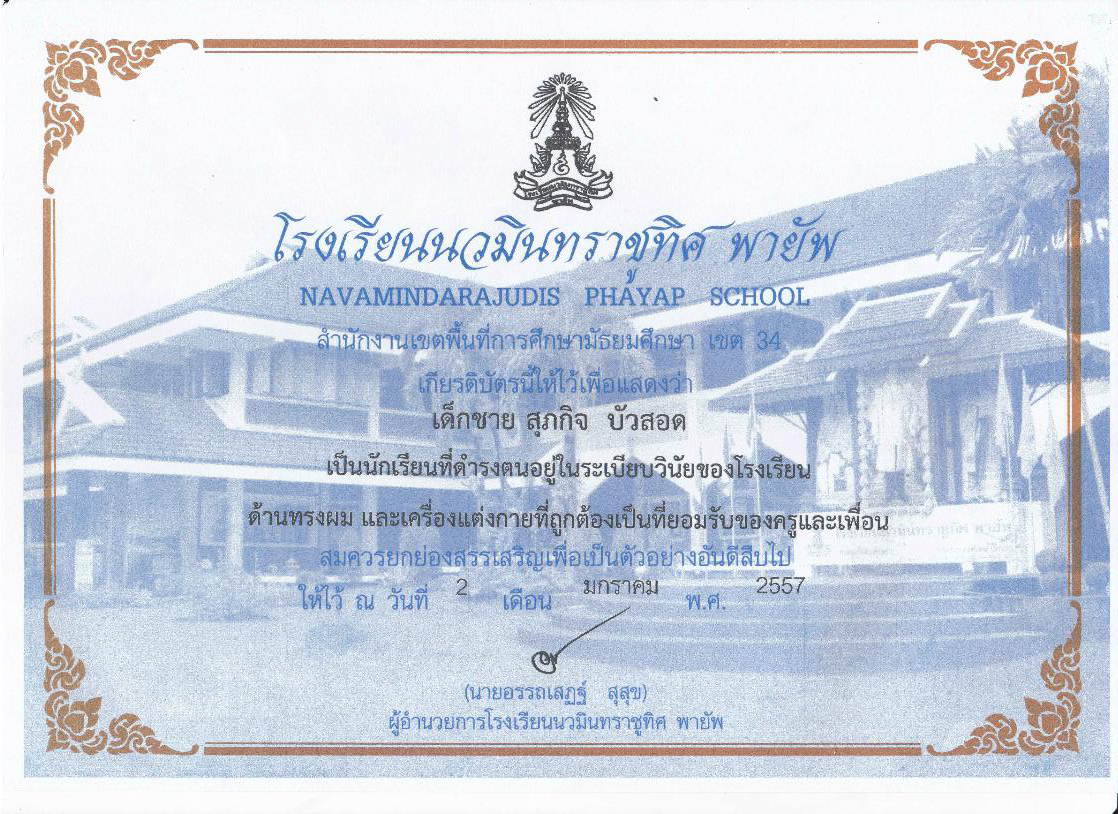 โรงเรียนนวมินทราชูทิศ พายัพ
NAVAMINDARAJUDIS PHAYAP SCHOOL
สำนักงานเขตพื้นที่การศึกษามัธยมศึกษา เขต 34
เกียรติบัตรนี้ให้ไว้เพื่อแสดงว่า
เด็กชาย สุภกิจ บัวสอด
เป็นนักเรียนที่ดำรงตนอยู่ในระเบียบวินัยของโรงเรียน
ด้านทรงผม และเครื่องแต่งกายที่ถูกต้องเป็นที่ยอมรับของครูและเพื่อน
สมควรยกย่องสรรเสริญเพื่อเป็นตัวอย่างอันดีสืบไป
ให้ไว้ ณ วันที่ 2 เดือน มกราคม พ.ศ. 2557
(นายอรรถเสฏฐ์ สุสุข)
ผู้อำนวยการโรงเรียนนวมินทราชูทิศ พายัพ